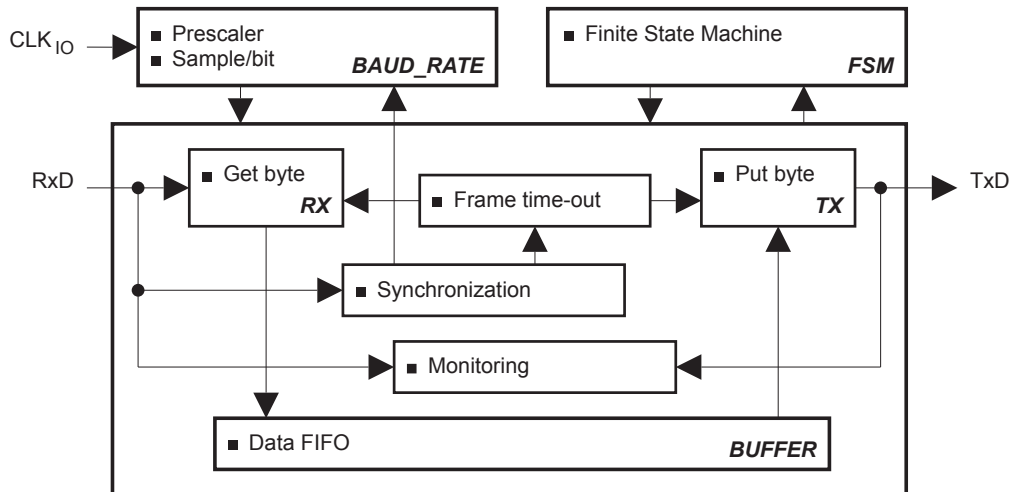 CLK IO
■ Prescaler
■ Sample/bit
BAUD_RATE
■ Finite State Machine
FSM
RxD
■ Get byte
RX
■ Frame time-out
■ Put byte
TX
TxD
■ Synchronization
■ Monitoring
■ Data FIFO
BUFFER